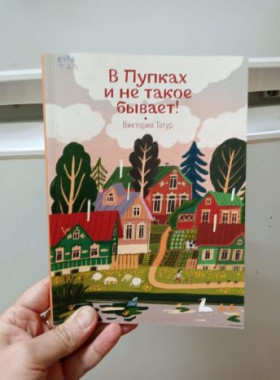 В Пупках
и не такое
бывает!
Виктория Татур